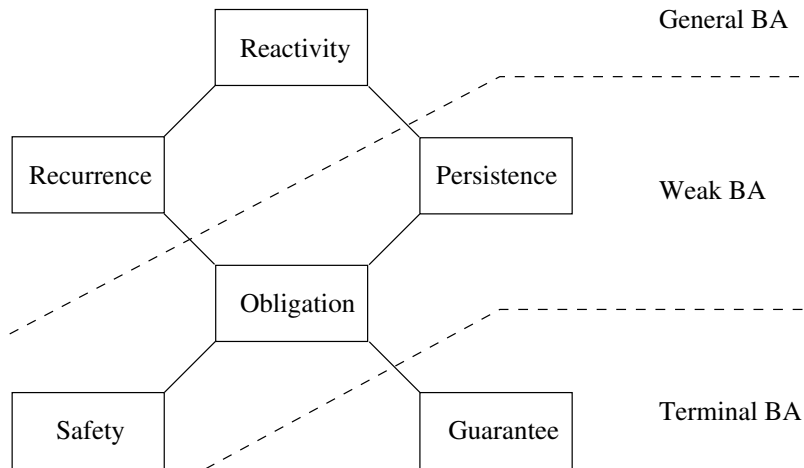 General BA
Reactivity
Recurrence
Persistence
Weak BA
Obligation
Safety
Guarantee
Terminal BA